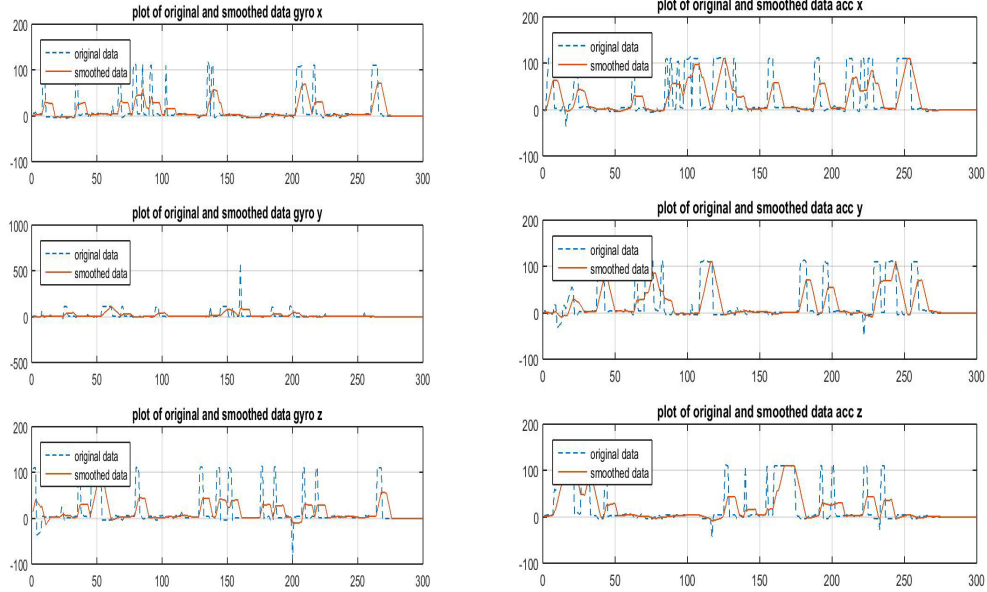 plot of original and smoothed data gyro x
200
100
0
-100
original data
smoothed data
0 50 100 150 200 250 300
plot of original and smoothed data gyro y
1000
500
0
-500
original data
smoothed data
0 50 100 150 200 250 300
plot of original and smoothed data gyro z
200
100
0
-100
original data
smoothed data
0 50 100 150 200 250 300
plot of original and smoothed data acc x
200
100
0
-100
original data
smoothed data
0 50 100 150 200 250 300
plot of original and smoothed data acc y
200
100
0
-100
original data
smoothed data
0 50 100 150 200 250 300
plot of original and smoothed data acc z
200
100
0
-100
original data
smoothed data
0 50 100 150 200 250 300